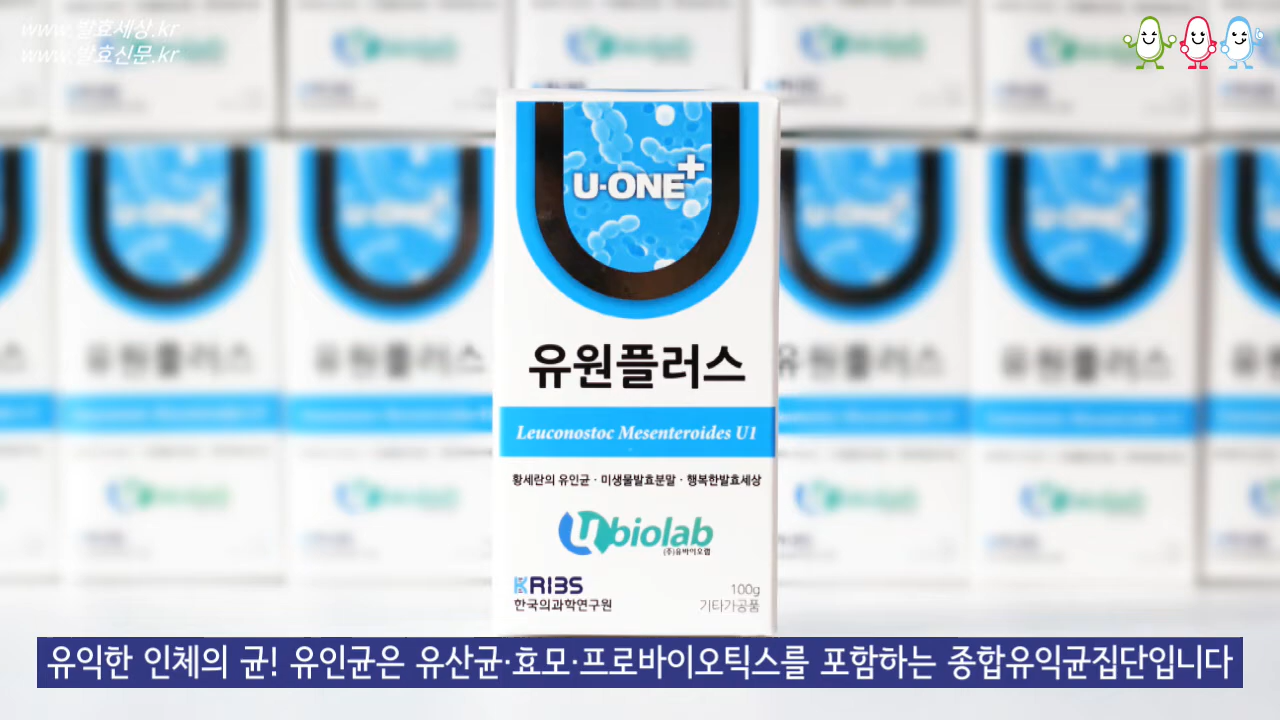 www.발효세상.kr
www.발효신문.kr
U-ONE+
유원플러스
Leuconostoc Mesenteroides U1
황세란의 유인균 · 미생물발효분말 · 행복한발효세상
Unbiolab
(주)유바이오랩
KRIBS
한국의과학연구원
100g
기타가공품
유익한 인체의 균! 유인균은 유산균·효모·프로바이오틱스를 포함하는 종합유익균집단입니다